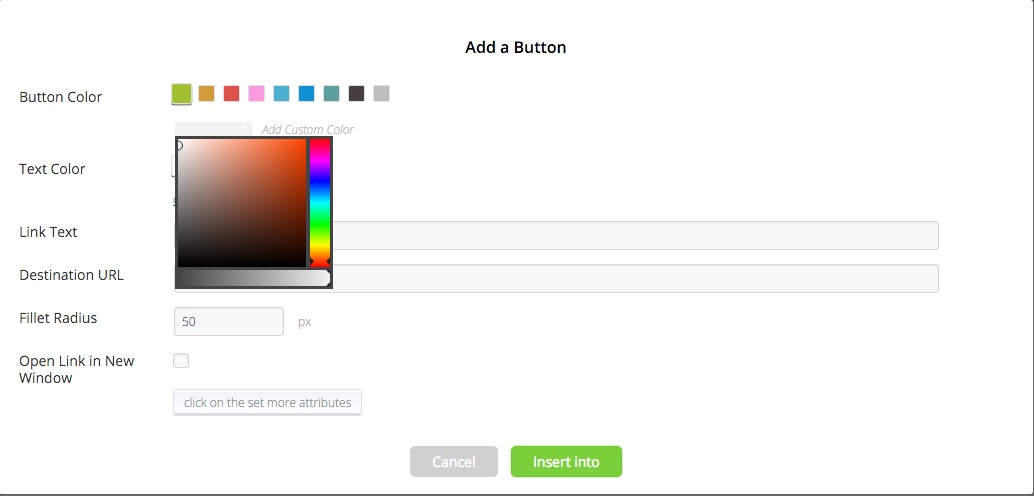 Add a Button
Button Color
Add Custom Color
Text Color
Link Text
Destination URL
Fillet Radius
50 px
Open Link in New
Window
click on the set more attributes
Cancel Insert into